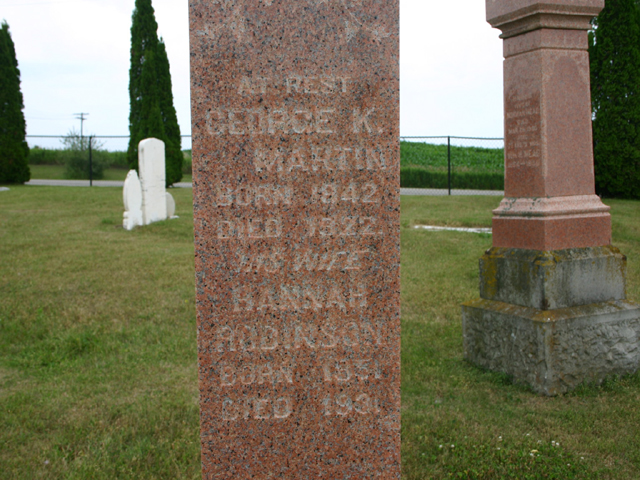 AT REST
GEORGE K.
MARTIN
BORN 1842
DIED 1922
HIS WIFE
HANNAH
ROBINSON
BORN 1851
DIED 1931